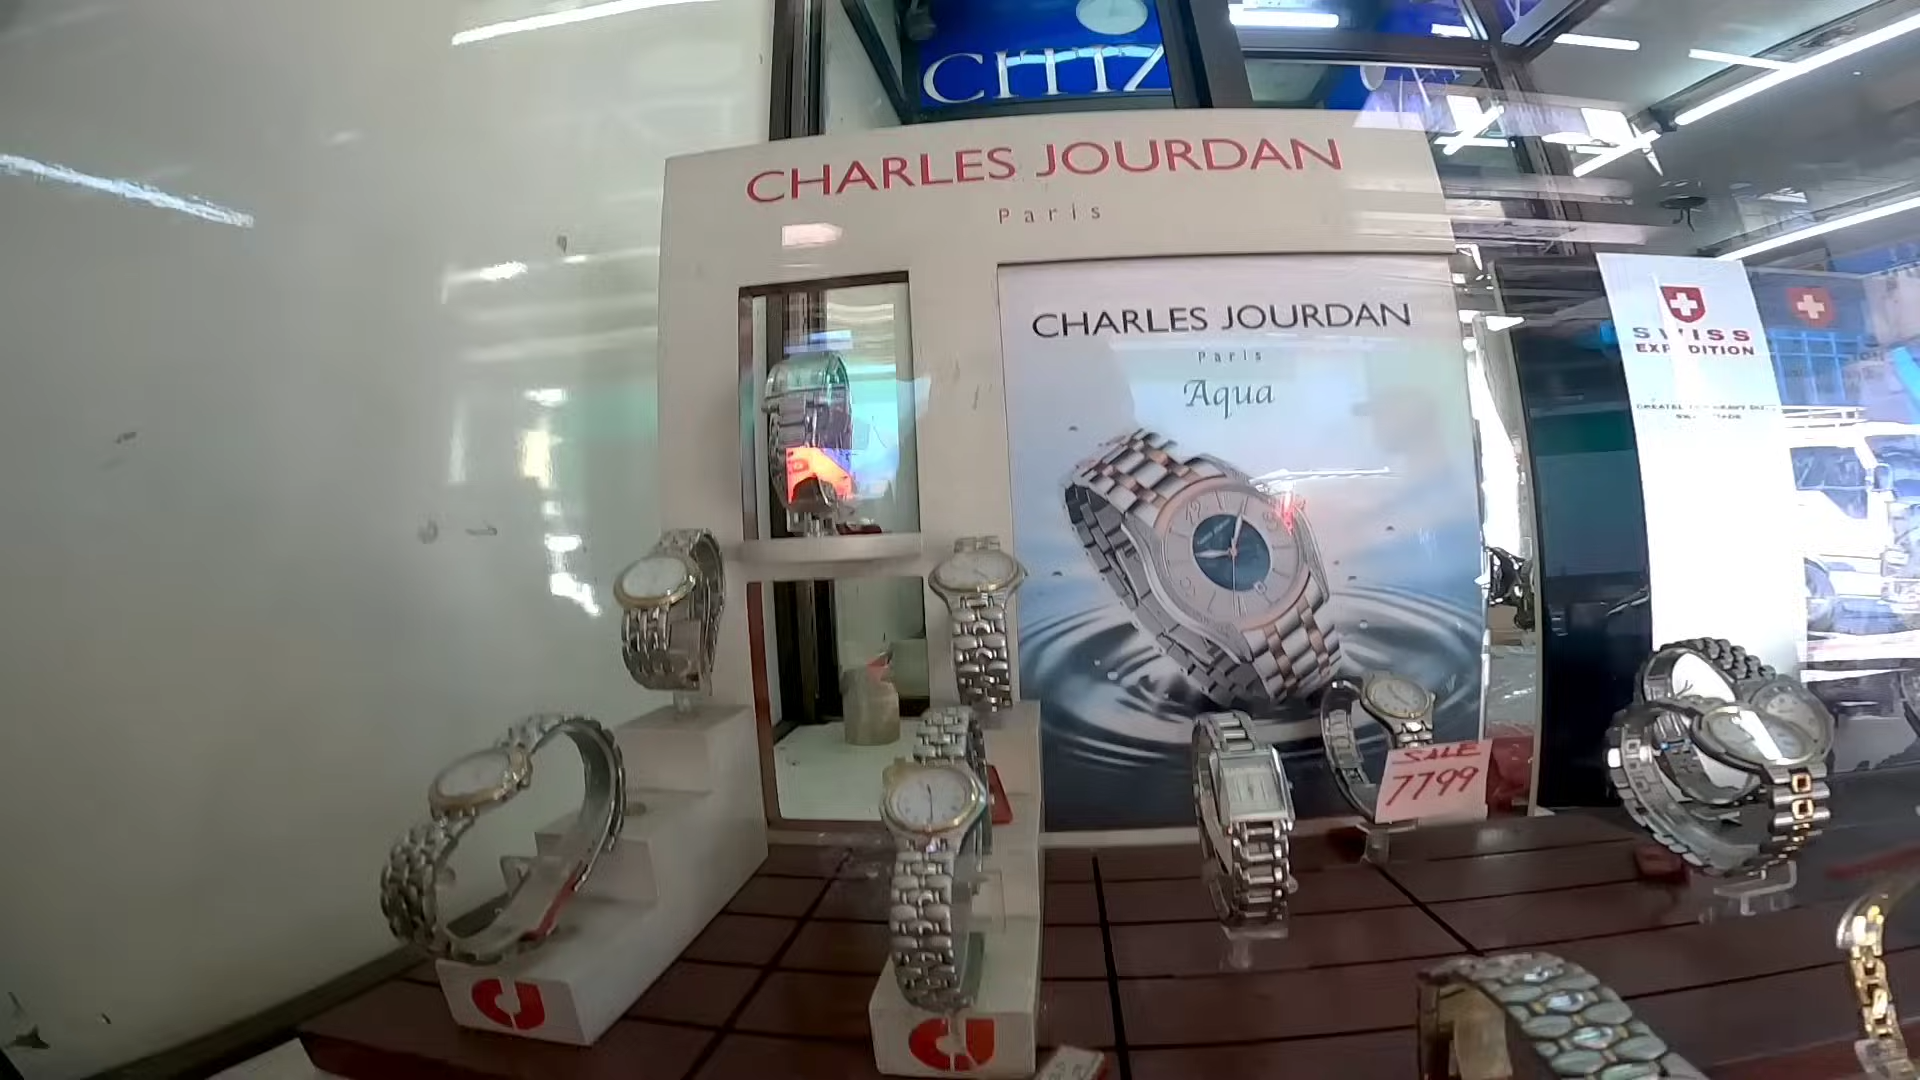 CITIZ
CHARLES JOURDAN
Paris
CHARLES JOURDAN
Paris
Aqua
SWISS
EXPEDITION
SALE
7799
CJ
CJ